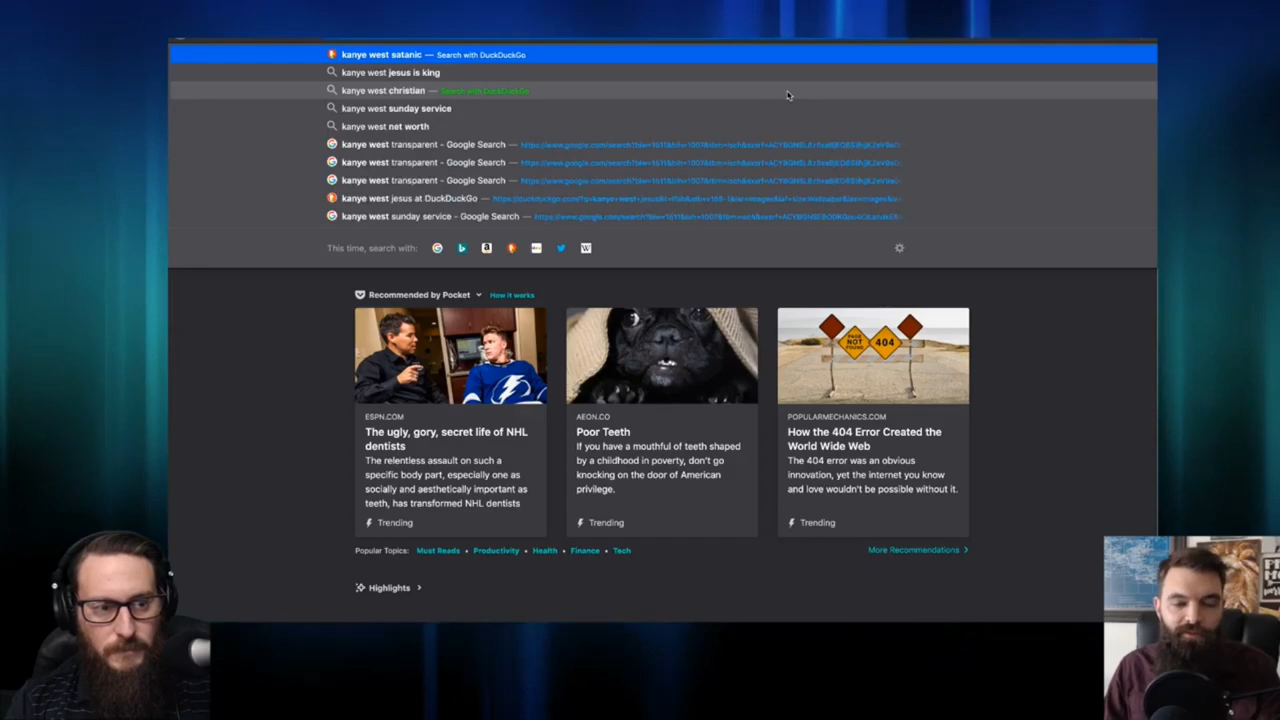 kanye west satanic — Search with DuckDuckGo
kanye west jesus is king
kanye west christian — Search with DuckDuckGo
kanye west sunday service
kanye west net worth
kanye west transparent - Google Search —
kanye west transparent - Google Search —
kanye west transparent - Google Search —
kanye west jesus at DuckDuckGo —
kanye west sunday service - Google Search —
This time, search with:
Recommended by Pocket How it works
PAGE NOT FOUND 404
ESPN.COM
The ugly, gory, secret life of NHL
dentists
The relentless assault on such a
specific body part, especially one as
socially and aesthetically important as
teeth, has transformed NHL dentists
Trending
AEON.CO
Poor Teeth
If you have a mouthful of teeth shaped
by a childhood in poverty, don't go
knocking on the door of American
privilege.
Trending
POPULARMECHANICS.COM
How the 404 Error Created the
World Wide Web
The 404 error was an obvious
innovation, yet the internet you know
and love wouldn't be possible without it.
Trending
Popular Topics: Must Reads • Productivity • Health • Finance • Tech
More Recommendations
Highlights